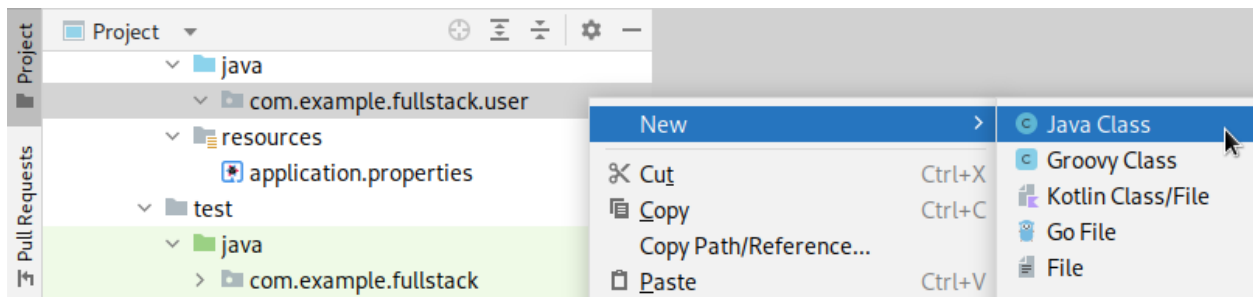 Project
Pull Requests
Project
java
com.example.fullstack.user
resources
application.properties
test
java
com.example.fullstack
New
Cut Ctrl+X
Copy Ctrl+C
Copy Path/Reference...
Paste Ctrl+V
Java Class
Groovy Class
Kotlin Class/File
Go File
File